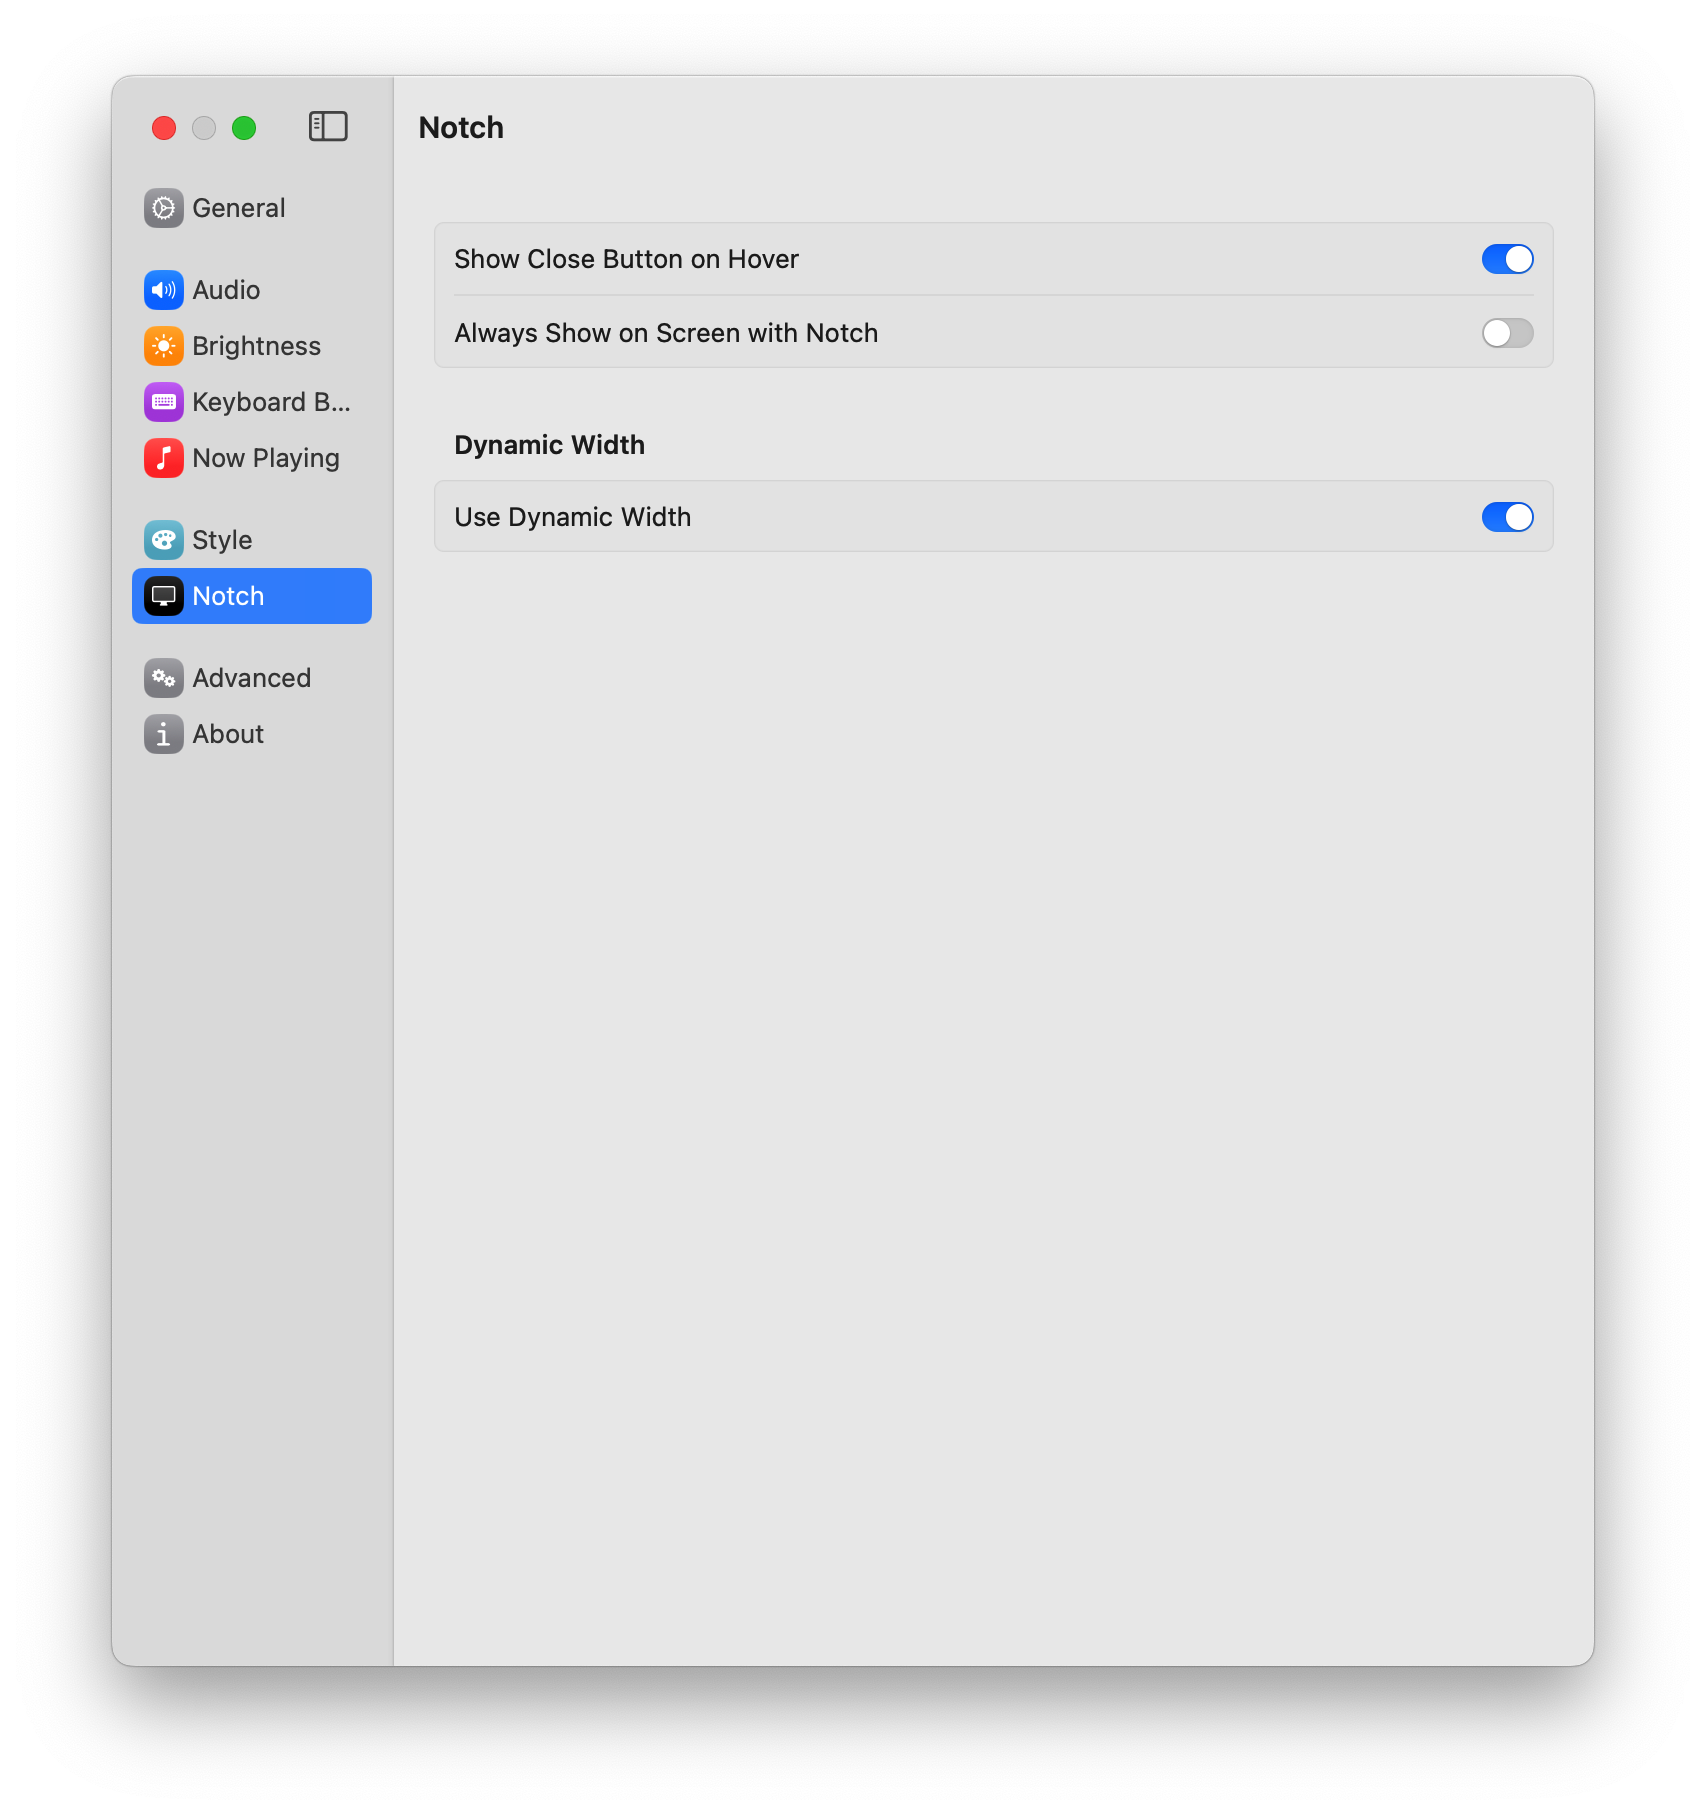 General
Audio
Brightness
Keyboard B...
Now Playing
Style
Notch
Advanced
About
Notch
Show Close Button on Hover
Always Show on Screen with Notch
Dynamic Width
Use Dynamic Width